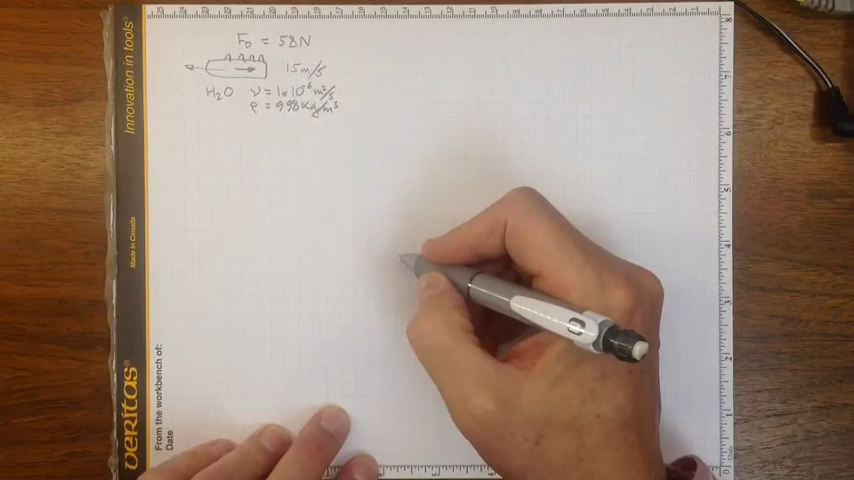 F_D = 58N
15 m/s
H₂O ν = 1×10⁻⁶ m²/s
ρ = 998 Kg/m³
Innovation in tools®
Made in Canada
veritas®
From the workbench of:
Date